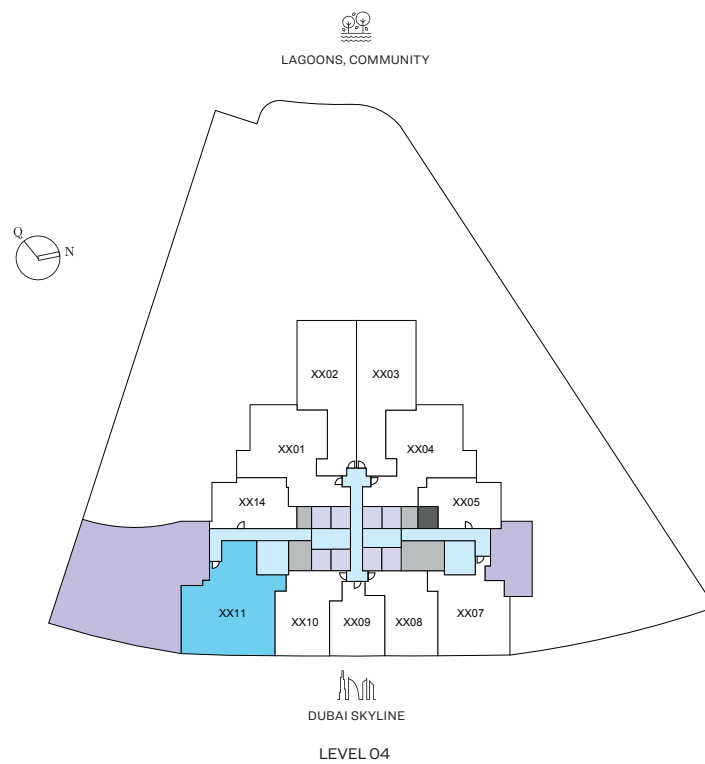 LAGOONS, COMMUNITY
Q
N
XX02
XX03
XX01
XX04
XX14
XX05
XX11
XX10
XX09
XX08
XX07
DUBAI SKYLINE
LEVEL 04